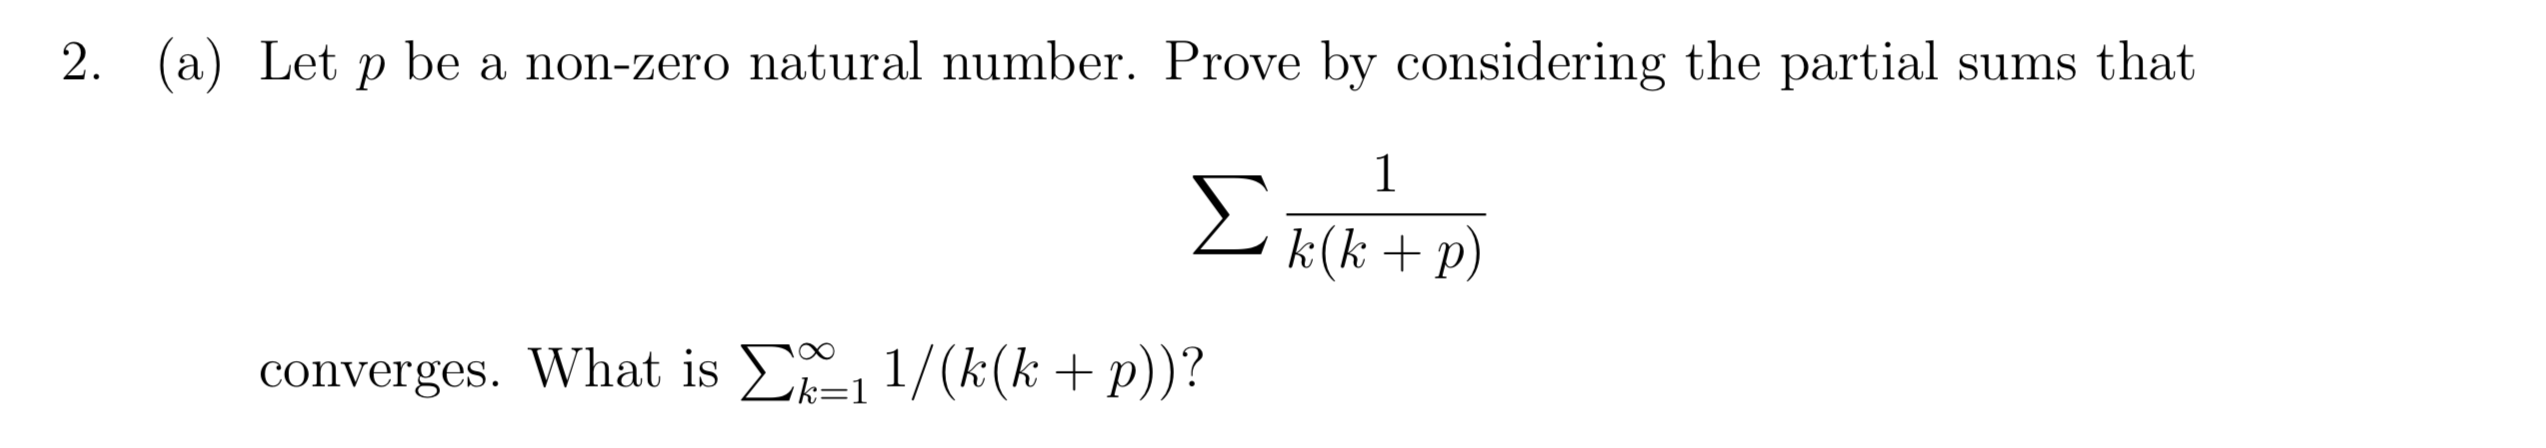 2. (a) Let p be a non-zero natural number. Prove by considering the partial sums that
∑ 1/(k(k + p))
converges. What is ∑_{k=1}^{∞} 1/(k(k + p))?